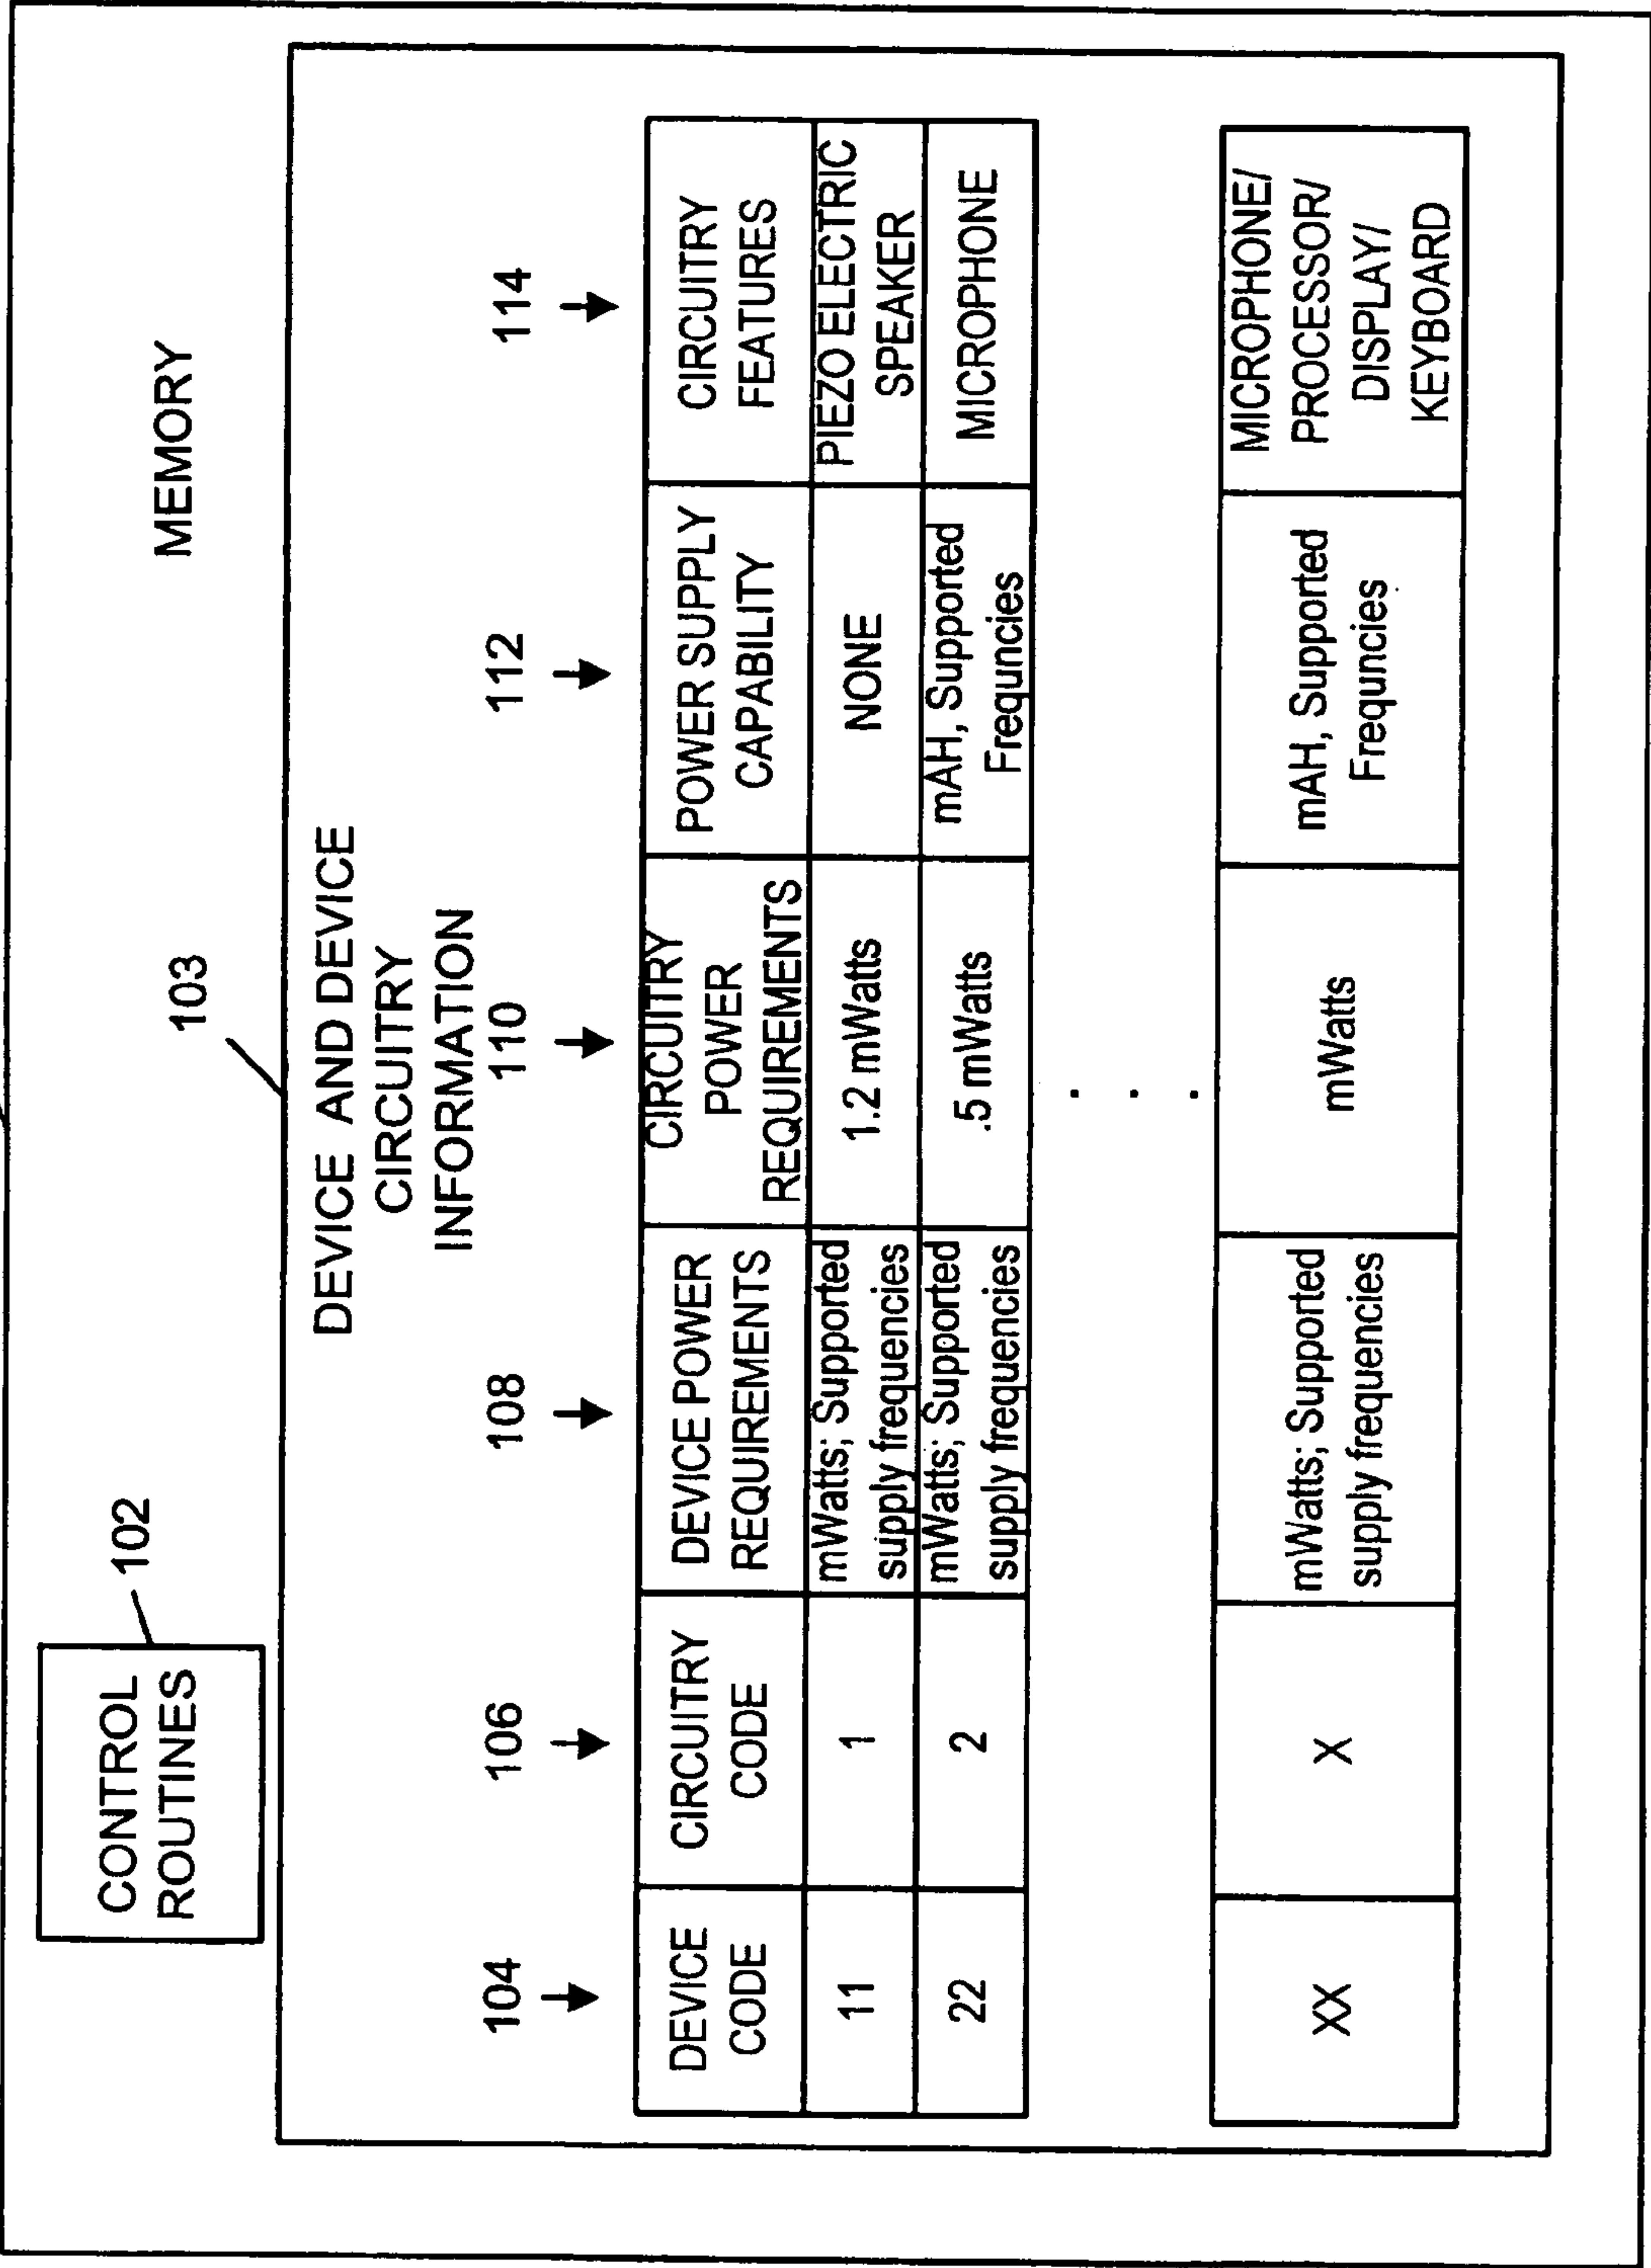 CONTROL
ROUTINES
102
103
MEMORY
DEVICE AND DEVICE
CIRCUITRY
INFORMATION
104
106
108
110
112
114
DEVICE
CODE
CIRCUITRY
CODE
DEVICE POWER
REQUIREMENTS
CIRCUITRY
POWER
REQUIREMENTS
POWER SUPPLY
CAPABILITY
CIRCUITRY
FEATURES
11
1
mWatts; Supported
supply frequencies
1.2 mWatts
NONE
PIEZO ELECTRIC
SPEAKER
22
2
mWatts; Supported
supply frequencies
.5 mWatts
mAH, Supported
Frequncies
MICROPHONE
. . .
XX
X
mWatts; Supported
supply frequencies
mWatts
mAH, Supported
Frequncies
MICROPHONE/
PROCESSOR/
DISPLAY/
KEYBOARD